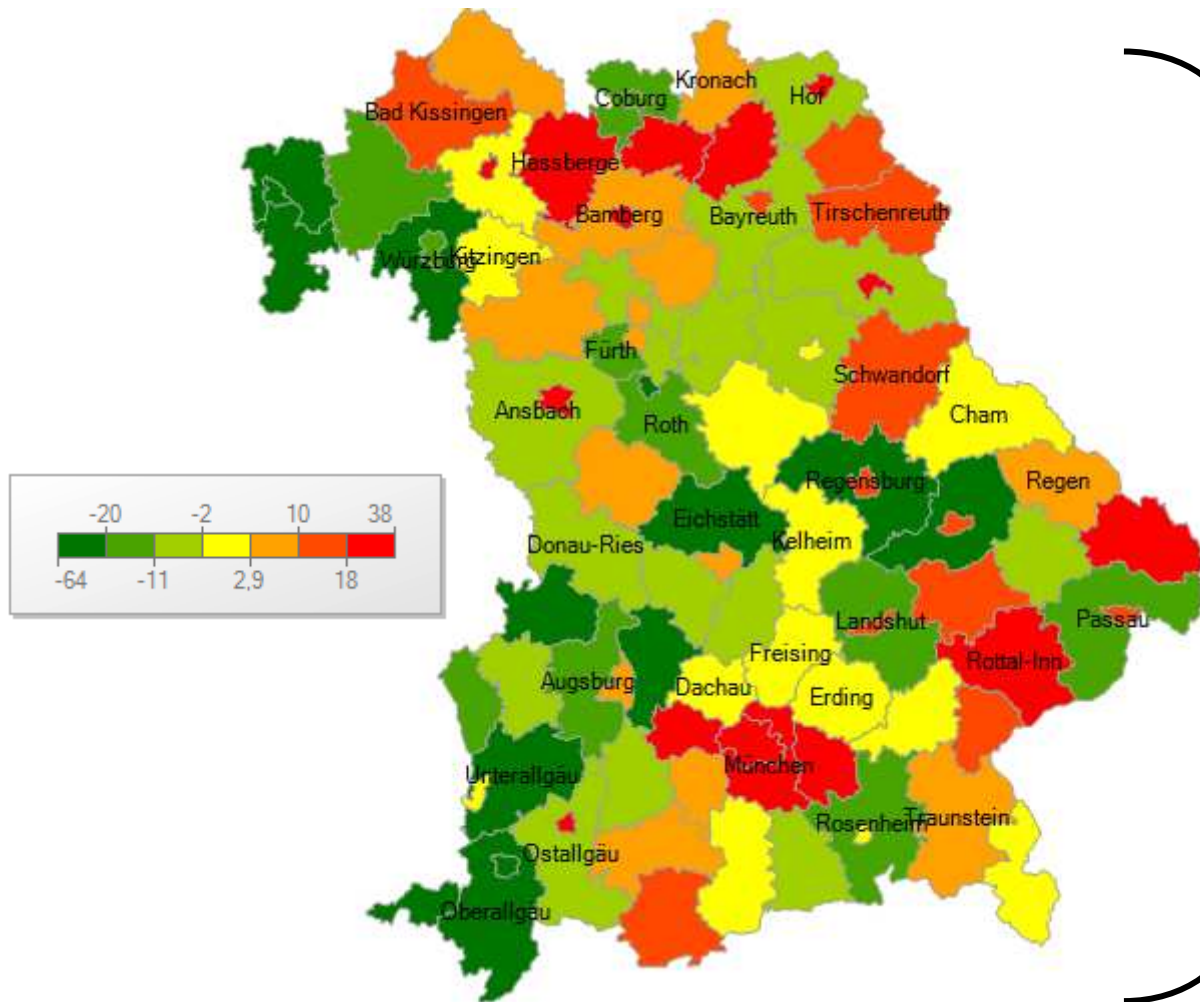 Kronach
Coburg
Hof
Bad Kissingen
Hassberge
Bamberg
Bayreuth
Tirschenreuth
Würzburg
Kitzingen
Fürth
Schwandorf
Ansbach
Roth
Cham
Regensburg
Regen
-20 -2 10 38
-64 -11 2,9 18
Eichstätt
Donau-Ries
Kelheim
Landshut
Passau
Freising
Rottal-Inn
Augsburg
Dachau
Erding
München
Unterallgäu
Rosenheim
Traunstein
Ostallgäu
Oberallgäu